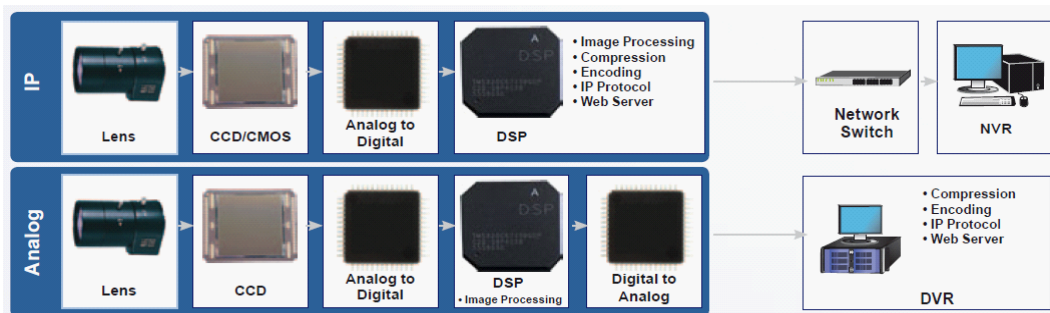 IP
Lens
CCD/CMOS
Analog to
Digital
A
DSP
DSP
• Image Processing
• Compression
• Encoding
• IP Protocol
• Web Server
Network
Switch
NVR
Analog
Lens
CCD
Analog to
Digital
A
DSP
DSP
• Image Processing
Digital to
Analog
• Compression
• Encoding
• IP Protocol
• Web Server
DVR